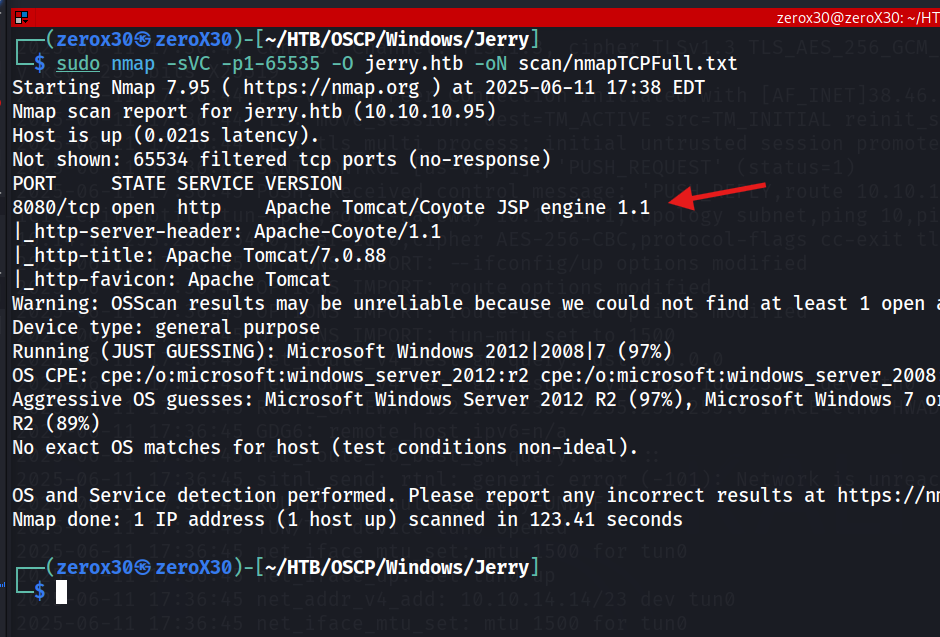 zerox30@zeroX30: ~/HT
┌──(zerox30㉿zeroX30)-[~/HTB/OSCP/Windows/Jerry]
└─$ sudo nmap -sVC -p1-65535 -O jerry.htb -oN scan/nmapTCPFull.txt
Starting Nmap 7.95 ( https://nmap.org ) at 2025-06-11 17:38 EDT
Nmap scan report for jerry.htb (10.10.10.95)
Host is up (0.021s latency).
Not shown: 65534 filtered tcp ports (no-response)
PORT     STATE SERVICE VERSION
8080/tcp open  http    Apache Tomcat/Coyote JSP engine 1.1
|_http-server-header: Apache-Coyote/1.1
|_http-title: Apache Tomcat/7.0.88
|_http-favicon: Apache Tomcat
Warning: OSScan results may be unreliable because we could not find at least 1 open a
Device type: general purpose
Running (JUST GUESSING): Microsoft Windows 2012|2008|7 (97%)
OS CPE: cpe:/o:microsoft:windows_server_2012:r2 cpe:/o:microsoft:windows_server_2008
Aggressive OS guesses: Microsoft Windows Server 2012 R2 (97%), Microsoft Windows 7 or
R2 (89%)
No exact OS matches for host (test conditions non-ideal).
OS and Service detection performed. Please report any incorrect results at https://nm
Nmap done: 1 IP address (1 host up) scanned in 123.41 seconds
┌──(zerox30㉿zeroX30)-[~/HTB/OSCP/Windows/Jerry]
└─$